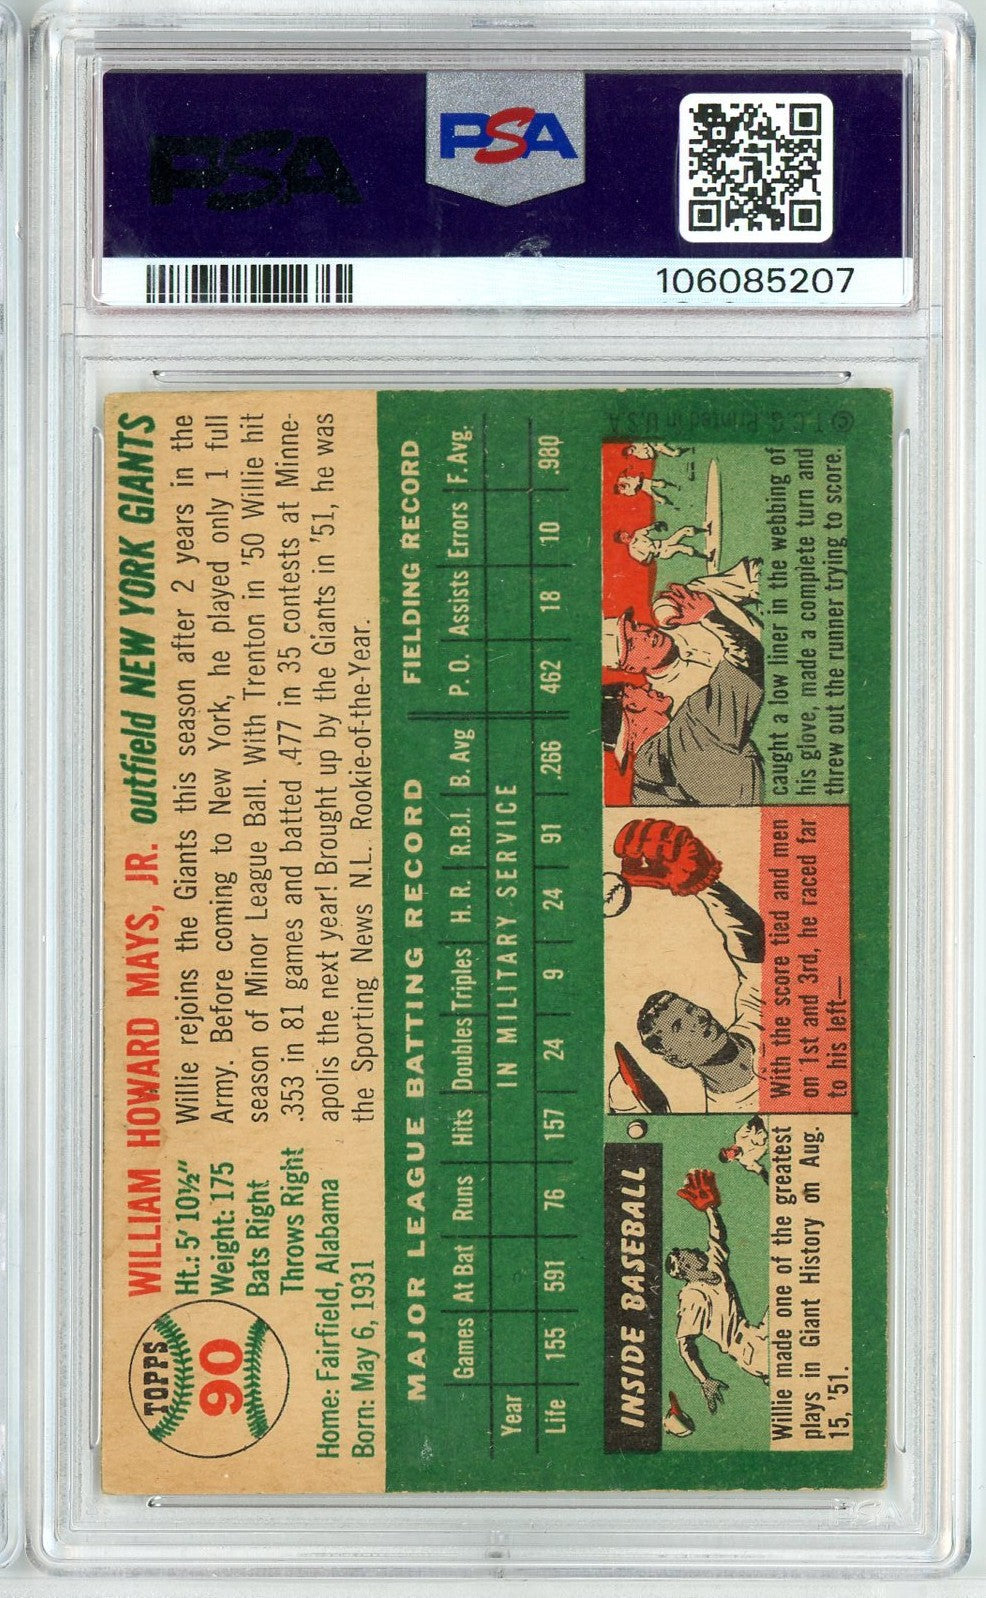 PSA
PSA
106085207
TOPPS
90
WILLIAM HOWARD MAYS, JR. outfield NEW YORK GIANTS
Ht.: 5' 10½"
Weight: 175
Bats Right
Throws Right
Home: Fairfield, Alabama
Born: May 6, 1931
Willie rejoins the Giants this season after 2 years in the
Army. Before coming to New York, he played only 1 full
season of Minor League Ball. With Trenton in '50 Willie hit
.353 in 81 games and batted .477 in 35 contests at Minne-
apolis the next year! Brought up by the Giants in '51, he was
the Sporting News N.L. Rookie-of-the-Year.
MAJOR LEAGUE BATTING RECORD FIELDING RECORD
Games At Bat Runs Hits Doubles Triples H. R. R.B.I. B. Avg P. O. Assists Errors F. Avg.
Year IN MILITARY SERVICE
Life 155 591 76 157 24 9 24 91 .266 462 18 10 .980
INSIDE BASEBALL
Willie made one of the greatest
plays in Giant History on Aug.
15, '51.
With the score tied and men
on 1st and 3rd, he raced far
to his left—
caught a low liner in the webbing of
his glove, made a complete turn and
threw out the runner trying to score.
© T. C. G. Printed in U.S.A
PSA